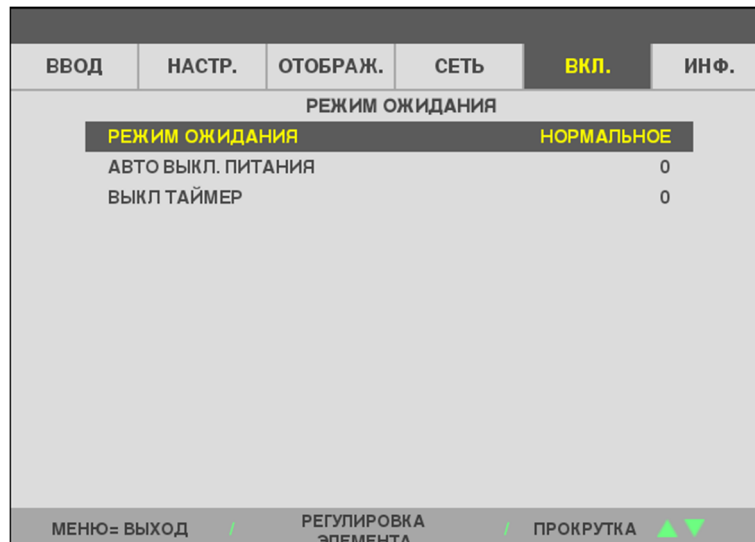 ВВОД НАСТР. ОТОБРАЖ. СЕТЬ ВКЛ. ИНФ.
РЕЖИМ ОЖИДАНИЯ
РЕЖИМ ОЖИДАНИЯ НОРМАЛЬНОЕ
АВТО ВЫКЛ. ПИТАНИЯ 0
ВЫКЛ ТАЙМЕР 0
МЕНЮ= ВЫХОД / РЕГУЛИРОВКА ЭЛЕМЕНТА / ПРОКРУТКА ▲▼